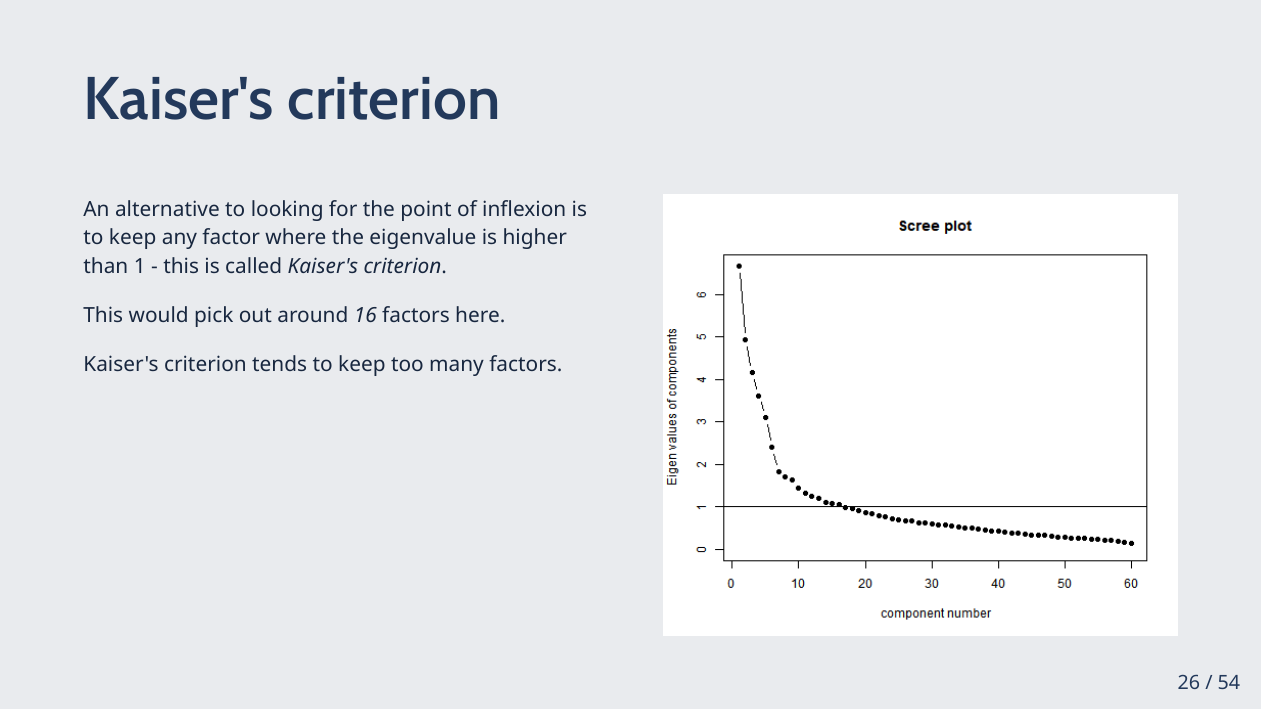 Kaiser's criterion
An alternative to looking for the point of inflexion is
to keep any factor where the eigenvalue is higher
than 1 - this is called Kaiser's criterion.
This would pick out around 16 factors here.
Kaiser's criterion tends to keep too many factors.
Scree plot
Eigen values of components
6
5
4
3
2
1
0
0 10 20 30 40 50 60
component number
26 / 54